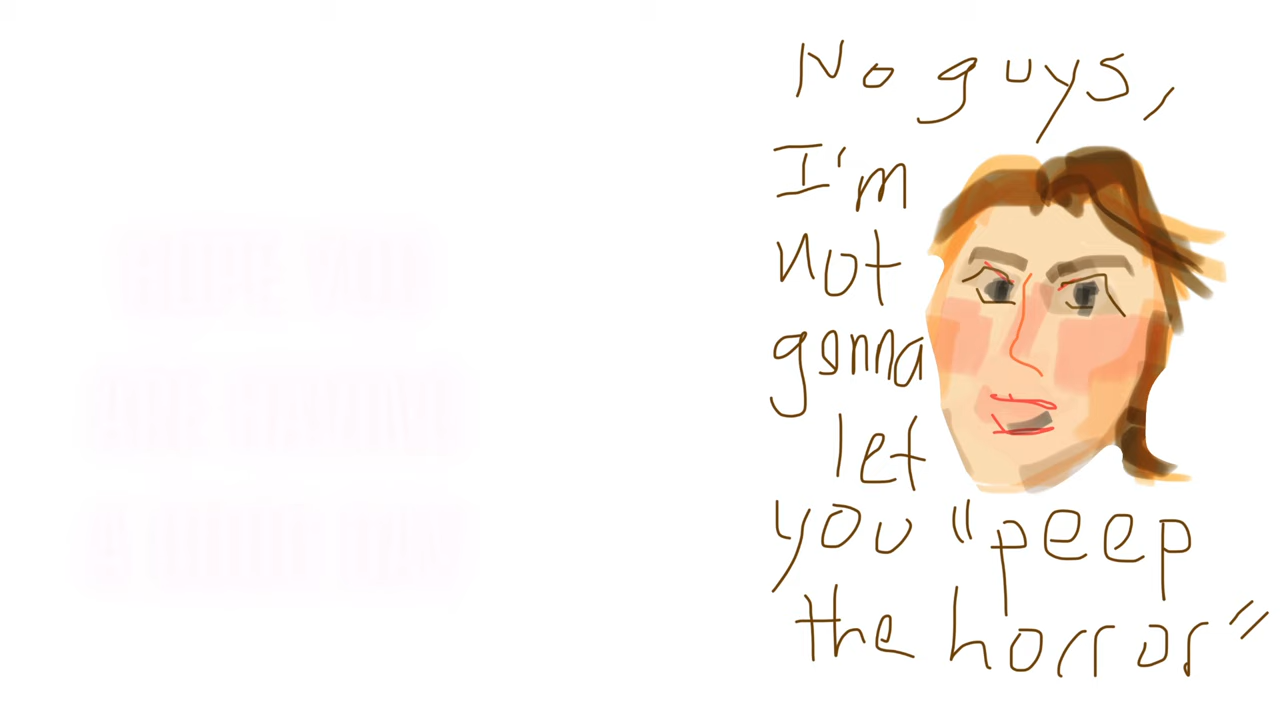 No guys,
I'm
not
gonna
let
you "peep
the horror"